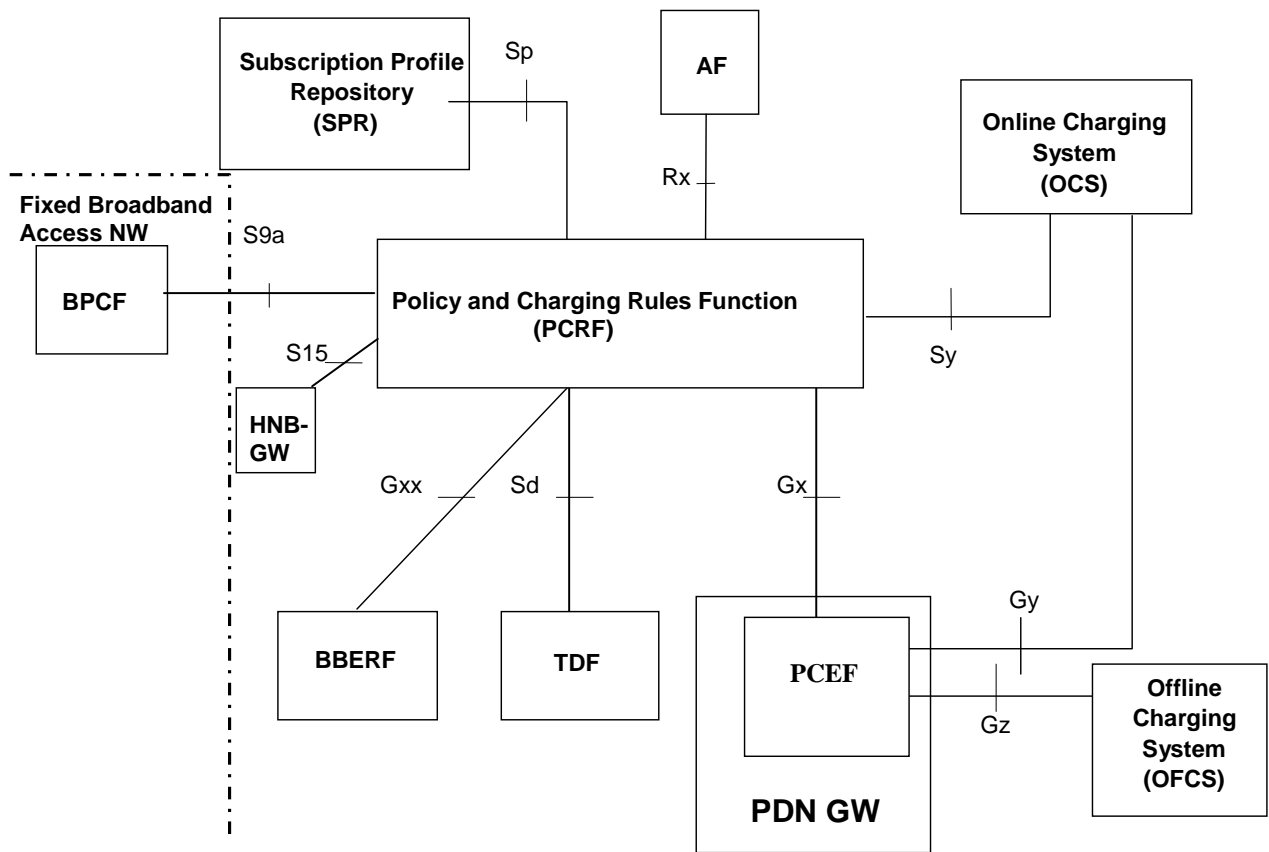 Subscription Profile
Repository
(SPR)
Sp
AF
Online Charging
System
(OCS)
Rx
Fixed Broadband
Access NW
S9a
BPCF
Policy and Charging Rules Function
(PCRF)
S15
Sy
HNB-
GW
Gxx
Sd
Gx
Gy
BBERF
TDF
PCEF
Gz
Offline
Charging
System
(OFCS)
PDN GW